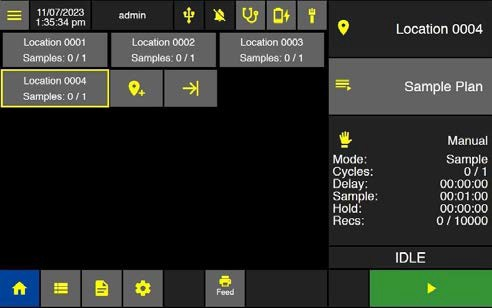 11/07/2023
1:35:34 pm
admin
Location 0004
Location 0001
Samples: 0 / 1
Location 0002
Samples: 0 / 1
Location 0003
Samples: 0 / 1
Location 0004
Samples: 0 / 1
Sample Plan
Manual
Mode: Sample
Cycles: 0 / 1
Delay: 00:00:00
Sample: 00:01:00
Hold: 00:00:00
Recs: 0 / 10000
IDLE
Feed